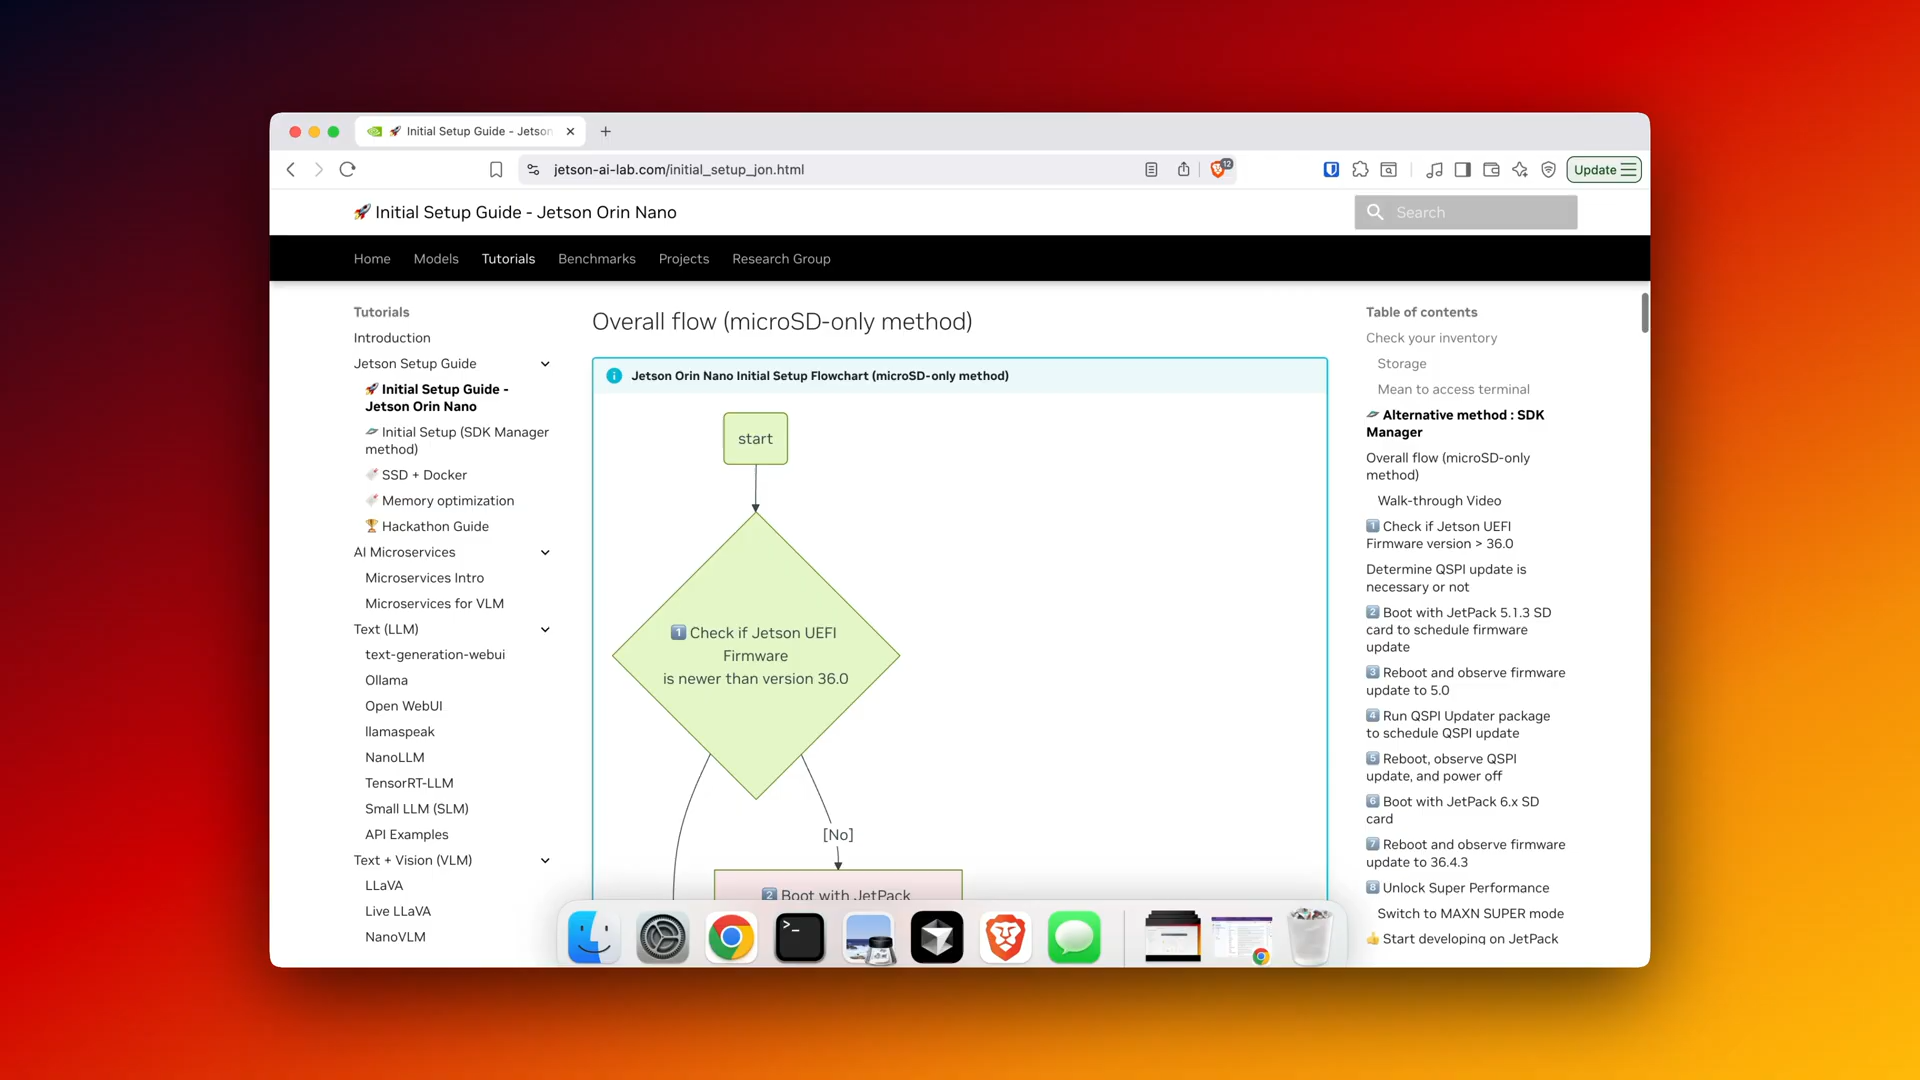 Initial Setup Guide - Jetson
jetson-ai-lab.com/initial_setup_jon.html
12
Update
🚀 Initial Setup Guide - Jetson Orin Nano
Search
Home Models Tutorials Benchmarks Projects Research Group
Tutorials
Introduction
Jetson Setup Guide
🚀 Initial Setup Guide -
Jetson Orin Nano
Initial Setup (SDK Manager
method)
SSD + Docker
Memory optimization
🏆 Hackathon Guide
AI Microservices
Microservices Intro
Microservices for VLM
Text (LLM)
text-generation-webui
Ollama
Open WebUI
llamaspeak
NanoLLM
TensorRT-LLM
Small LLM (SLM)
API Examples
Text + Vision (VLM)
LLaVA
Live LLaVA
NanoVLM
Overall flow (microSD-only method)
Jetson Orin Nano Initial Setup Flowchart (microSD-only method)
start
1️⃣ Check if Jetson UEFI
Firmware
is newer than version 36.0
[No]
2️⃣ Boot with JetPack
Table of contents
Check your inventory
Storage
Mean to access terminal
Alternative method : SDK
Manager
Overall flow (microSD-only
method)
Walk-through Video
1️⃣ Check if Jetson UEFI
Firmware version > 36.0
Determine QSPI update is
necessary or not
2️⃣ Boot with JetPack 5.1.3 SD
card to schedule firmware
update
3️⃣ Reboot and observe firmware
update to 5.0
4️⃣ Run QSPI Updater package
to schedule QSPI update
5️⃣ Reboot, observe QSPI
update, and power off
6️⃣ Boot with JetPack 6.x SD
card
7️⃣ Reboot and observe firmware
update to 36.4.3
8️⃣ Unlock Super Performance
Switch to MAXN SUPER mode
👍 Start developing on JetPack